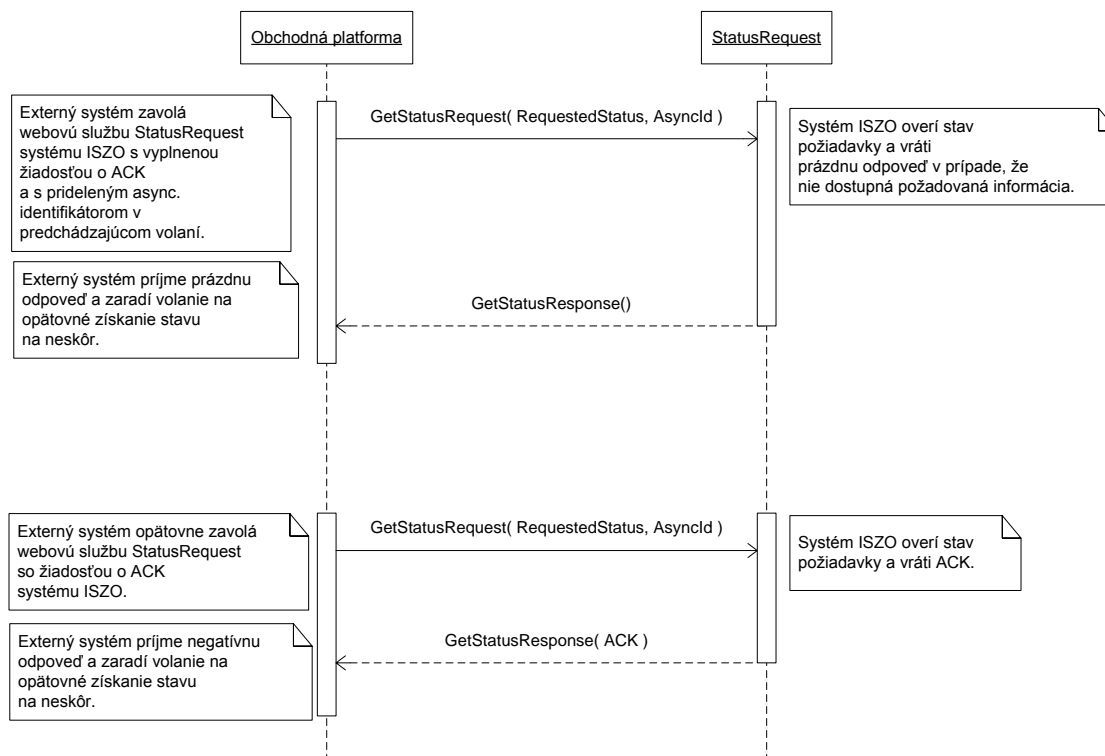 Obchodná platforma
StatusRequest
Externý systém zavolá
webovú službu StatusRequest
systému ISZO s vyplnenou
žiadosťou o ACK
a s prideleným async.
identifikátorom v
predchádzajúcom volaní.
GetStatusRequest( RequestedStatus, AsyncId )
Systém ISZO overí stav
požiadavky a vráti
prázdnu odpoveď v prípade, že
nie dostupná požadovaná informácia.
Externý systém príjme prázdnu
odpoveď a zaradí volanie na
opätovné získanie stavu
na neskôr.
GetStatusResponse()
Externý systém opätovne zavolá
webovú službu StatusRequest
so žiadosťou o ACK
systému ISZO.
GetStatusRequest( RequestedStatus, AsyncId )
Systém ISZO overí stav
požiadavky a vráti ACK.
Externý systém príjme negatívnu
odpoveď a zaradí volanie na
opätovné získanie stavu
na neskôr.
GetStatusResponse( ACK )